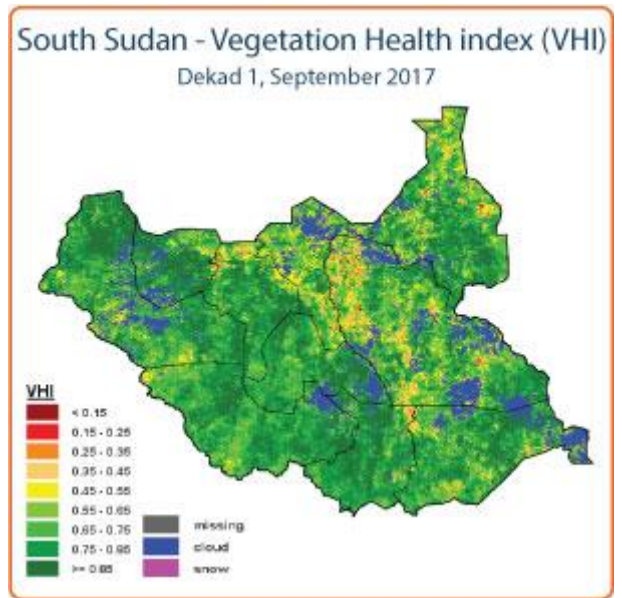 South Sudan - Vegetation Health index (VHI)
Dekad 1, September 2017
VHI
< 0.15
0.15 - 0.25
0.25 - 0.35
0.35 - 0.45
0.45 - 0.55
0.55 - 0.65
0.65 - 0.75
0.75 - 0.85
>= 0.85
missing
cloud
snow